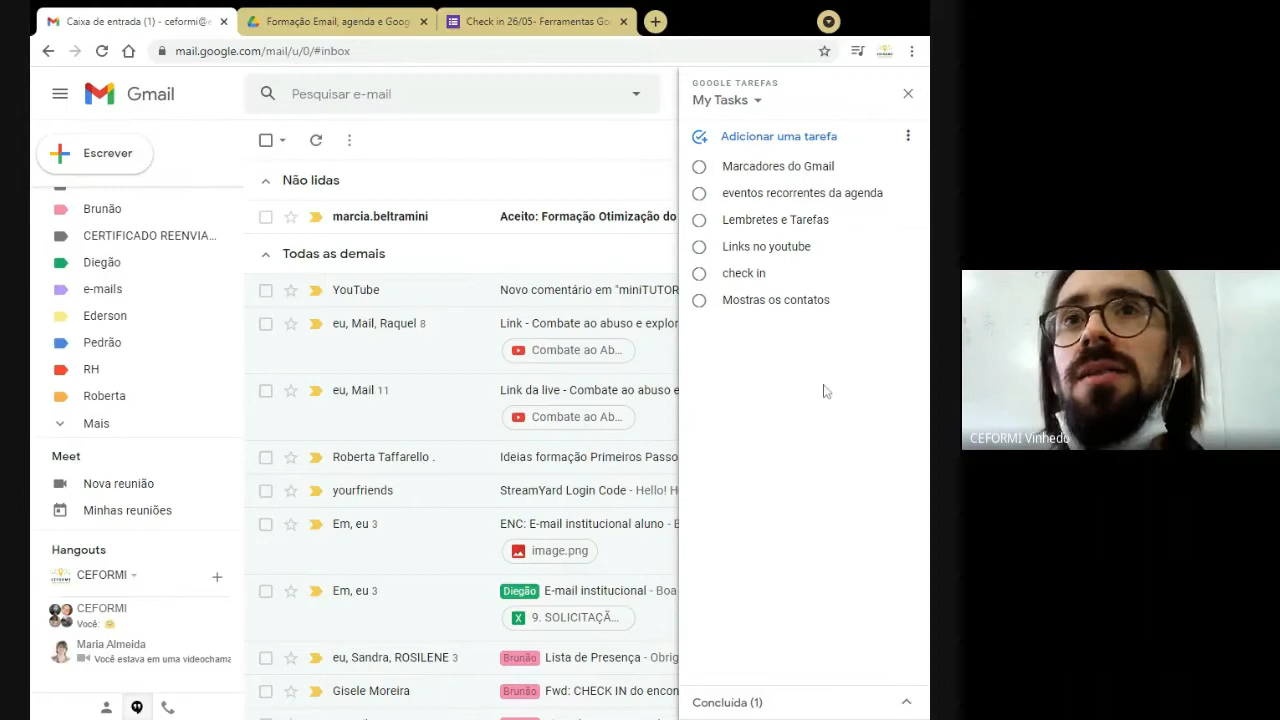 Caixa de entrada (1) - ceformi@e
Formação Email, agenda e Goog
Check in 26/05- Ferramentas Go
mail.google.com/mail/u/0/#inbox
Gmail
Pesquisar e-mail
Escrever
Brunão
CERTIFICADO REENVIA...
Diegão
e-mails
Ederson
Pedrão
RH
Roberta
Mais
Meet
Nova reunião
Minhas reuniões
Hangouts
CEFORMI
CEFORMI
Você:
Maria Almeida
Você estava em uma videochama
Não lidas
marcia.beltramini Aceito: Formação Otimização do
Todas as demais
YouTube Novo comentário em "miniTUTOR
eu, Mail, Raquel 8 Link - Combate ao abuso e explor
Combate ao Ab...
eu, Mail 11 Link da live - Combate ao abuso e
Combate ao Ab...
Roberta Taffarello . Ideias formação Primeiros Passo
yourfriends StreamYard Login Code - Hello! H
Em, eu 3 ENC: E-mail institucional aluno - B
image.png
Em, eu 3 Diegão E-mail institucional - Boa
9. SOLICITAÇÃ...
eu, Sandra, ROSILENE 3 Brunão Lista de Presença - Obrig
Gisele Moreira Brunão Fwd: CHECK IN do encon
GOOGLE TAREFAS
My Tasks
Adicionar uma tarefa
Marcadores do Gmail
eventos recorrentes da agenda
Lembretes e Tarefas
Links no youtube
check in
Mostras os contatos
Concluída (1)
CEFORMI Vinhedo